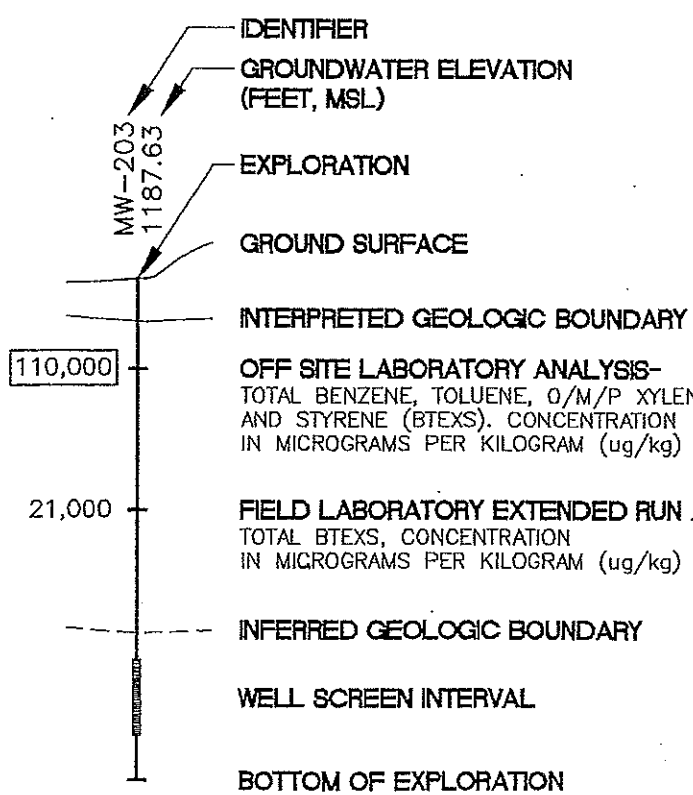 IDENTIFIER
GROUNDWATER ELEVATION
(FEET, MSL)
MW-203
1187.63
EXPLORATION
GROUND SURFACE
INTERPRETED GEOLOGIC BOUNDARY
110,000
OFF SITE LABORATORY ANALYSIS-
TOTAL BENZENE, TOLUENE, O/M/P XYLEN
AND STYRENE (BTEXS). CONCENTRATION
IN MICROGRAMS PER KILOGRAM (ug/kg)
21,000
FIELD LABORATORY EXTENDED RUN
TOTAL BTEXS, CONCENTRATION
IN MICROGRAMS PER KILOGRAM (ug/kg)
INFERRED GEOLOGIC BOUNDARY
WELL SCREEN INTERVAL
BOTTOM OF EXPLORATION